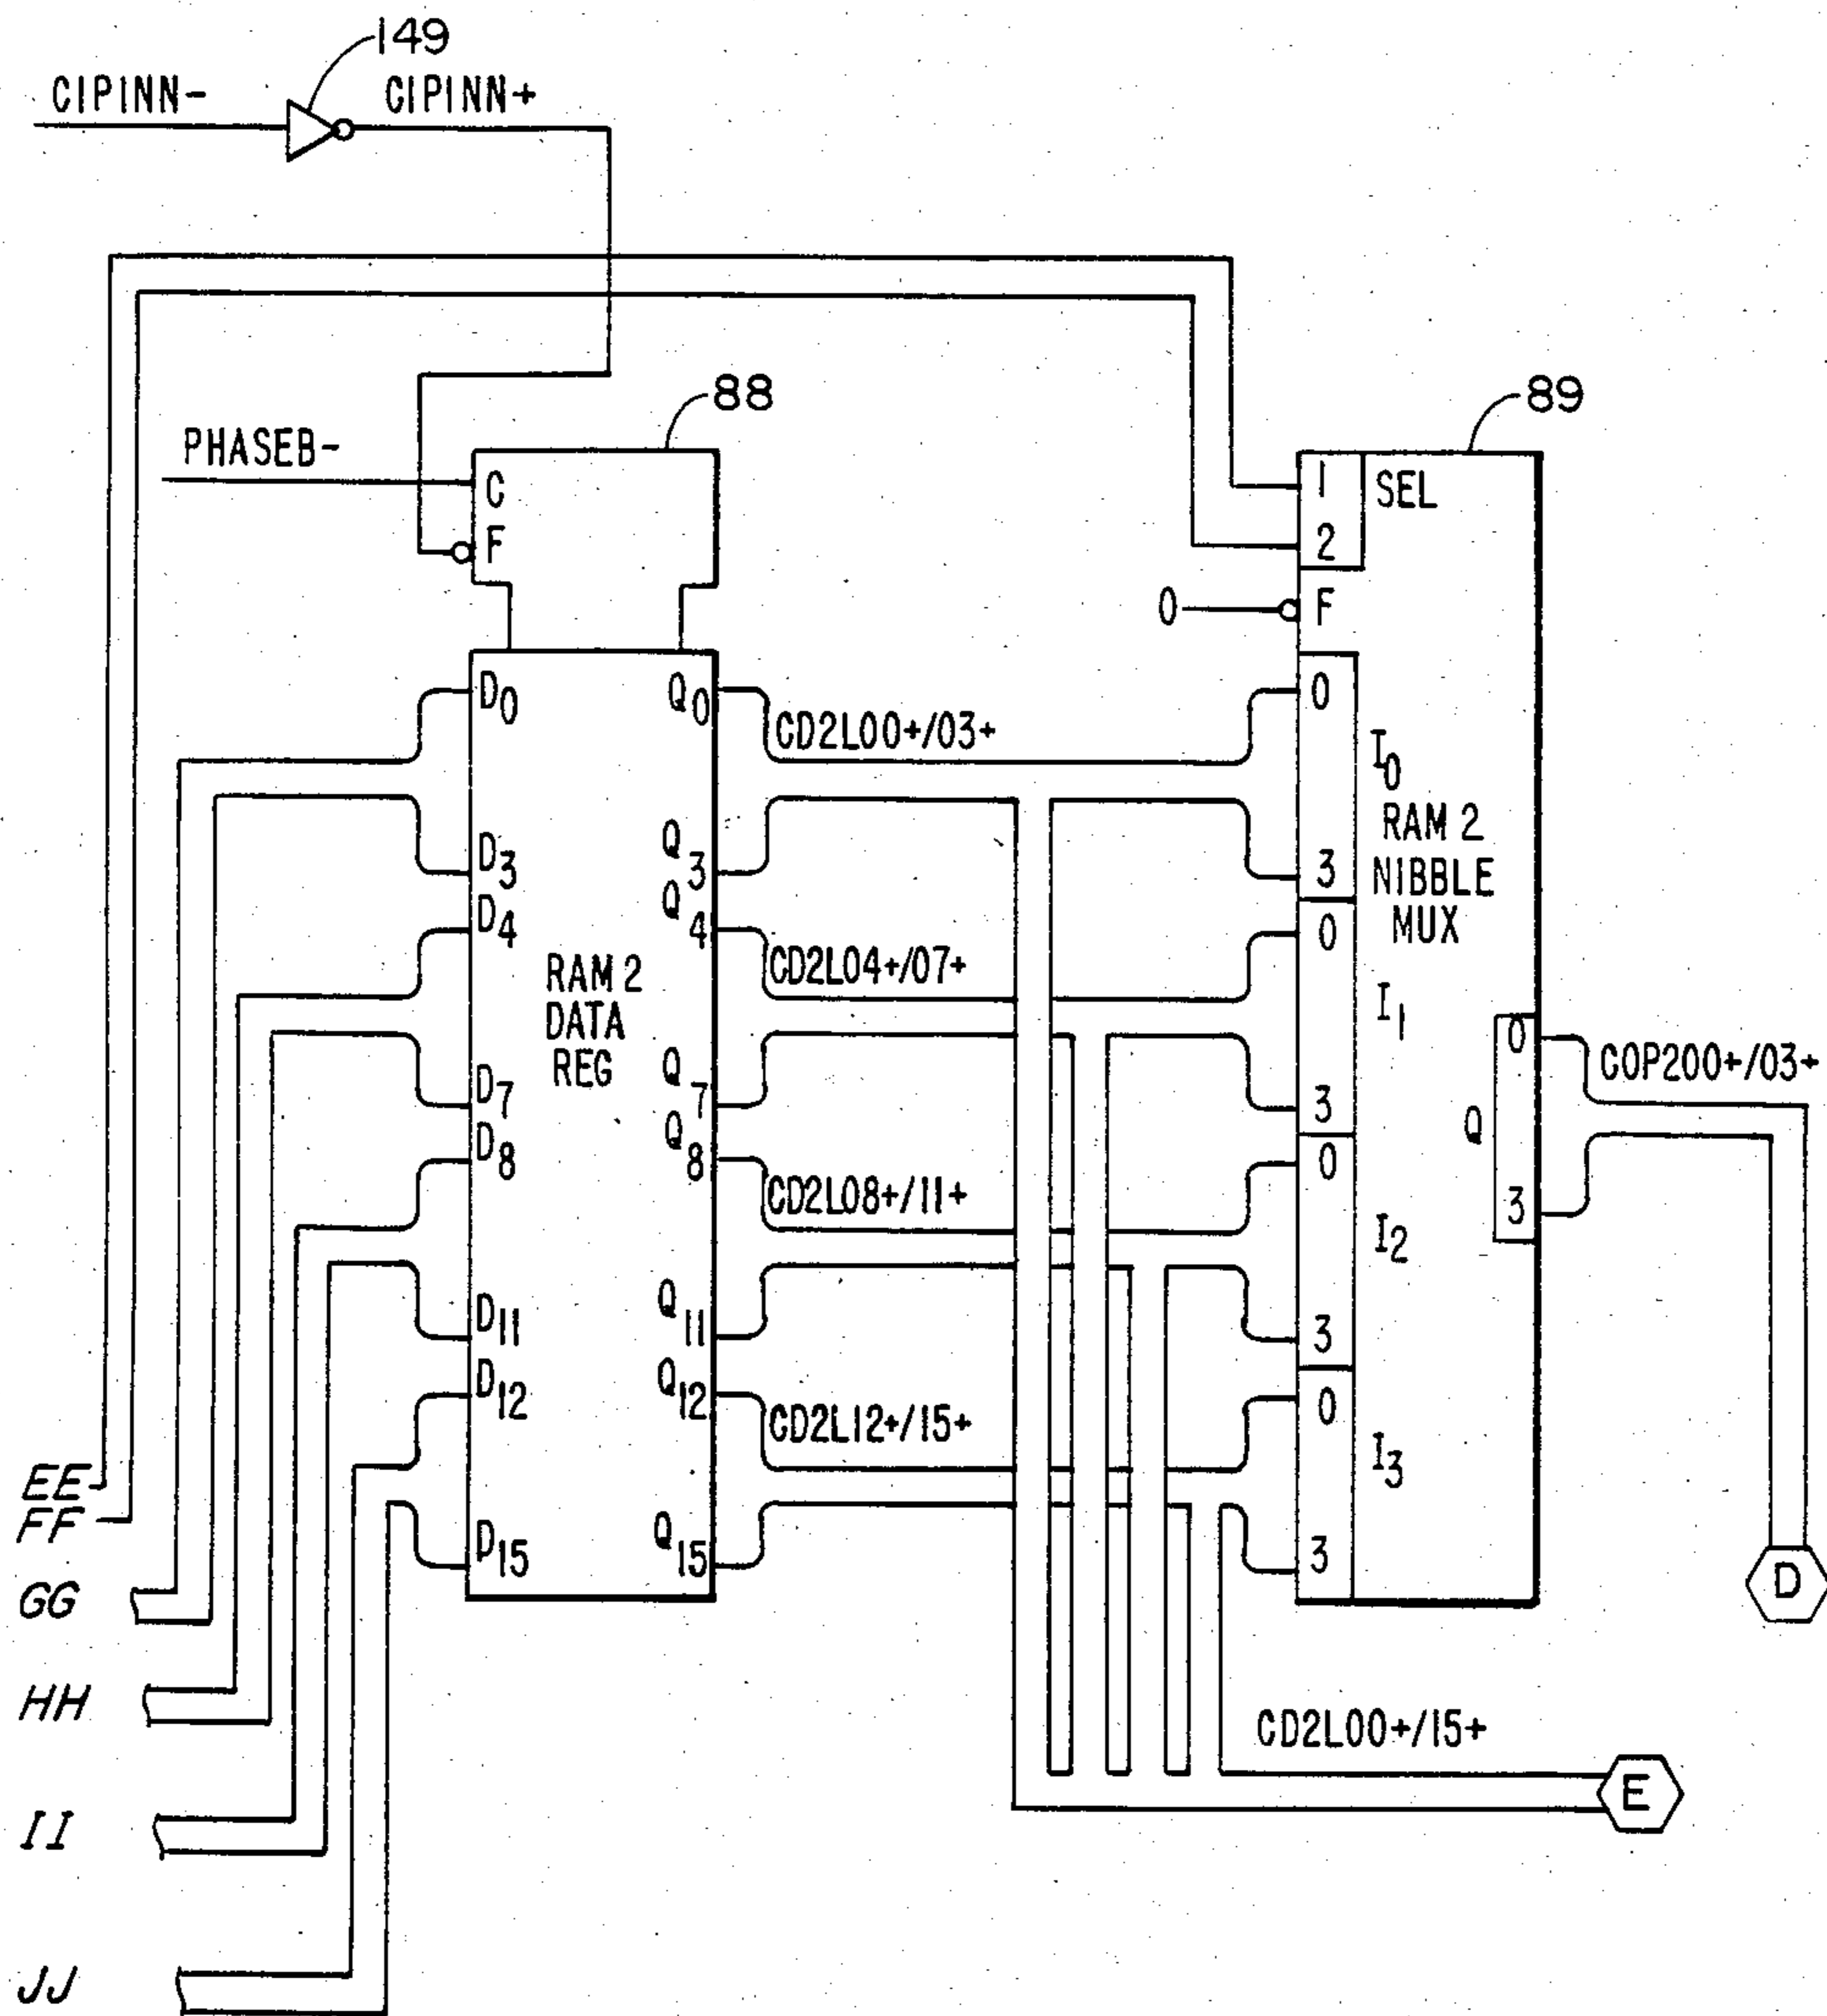 149
CIPINN-
CIPINN+
88
89
PHASEB-
C
F
1 SEL
2
0
F
D0
Q0
CD2L00+/03+
0
I0
RAM 2
NIBBLE
MUX
D3
Q3
3
D4
Q4
CD2L04+/07+
0
I1
RAM 2
DATA
REG
D7
Q7
3
D8
Q8
CD2L08+/11+
0
I2
Q
0
3
COP200+/03+
D11
Q11
3
D12
Q12
CD2L12+/15+
0
I3
D15
Q15
3
EE
FF
GG
HH
II
JJ
D
CD2L00+/15+
E